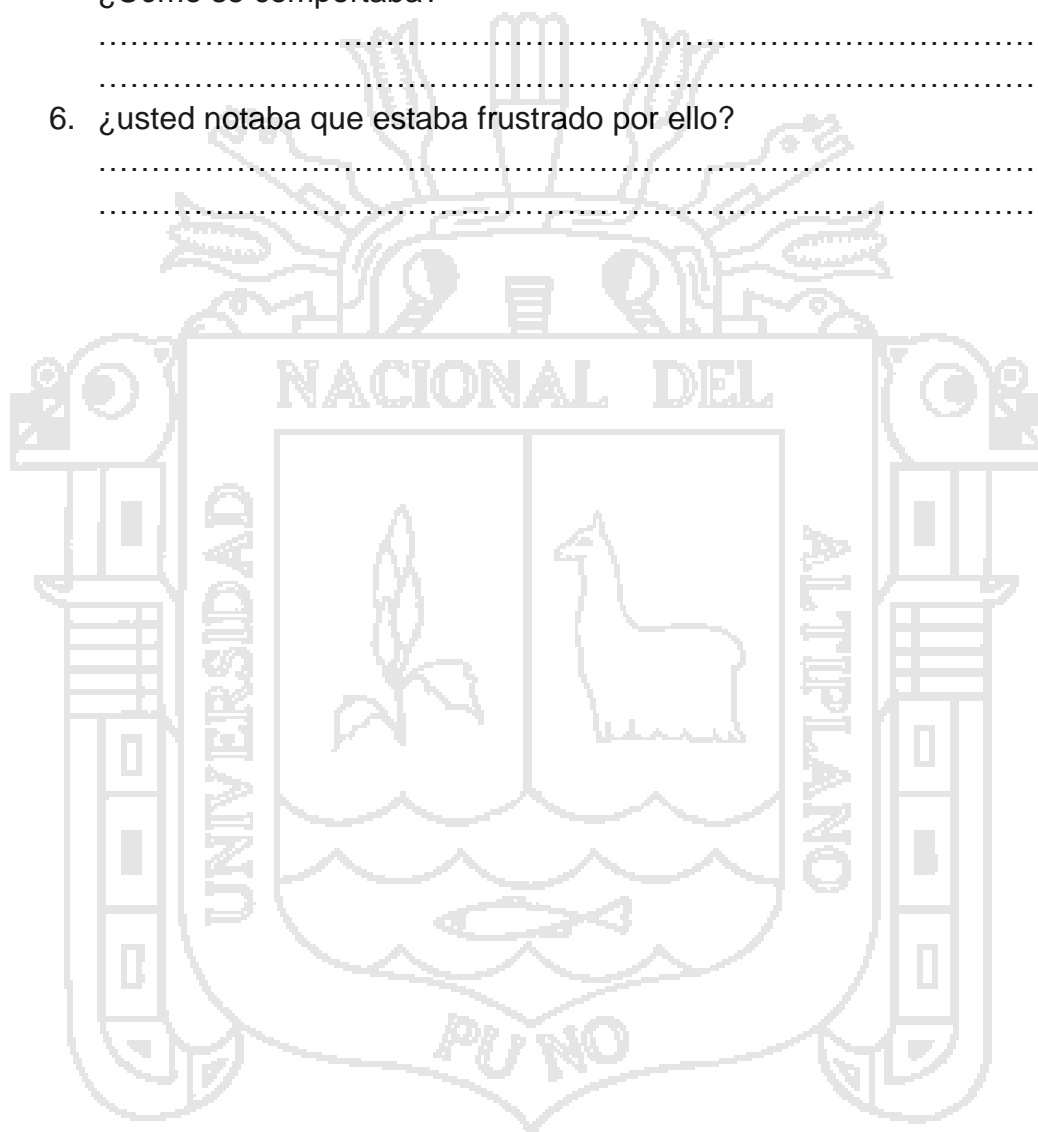 ¿Cómo se comportaba?
……………………………………………………………………………
……………………………………………………………………………
6. ¿usted notaba que estaba frustrado por ello?
……………………………………………………………………………
……………………………………………………………………………
NACIONAL DEL
UNIVERSIDAD
ALTIPLANO
PUNO